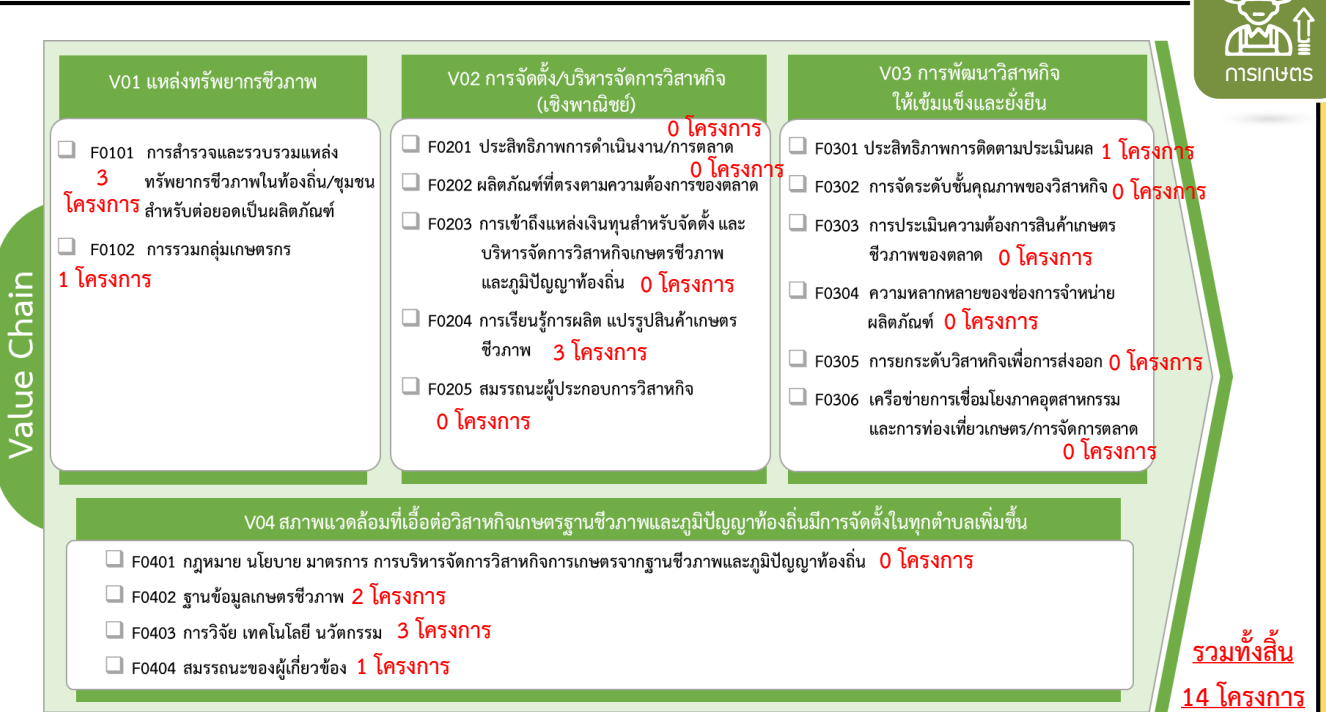 การเกษตร
Value Chain
V01 แหล่งทรัพยากรชีวภาพ
F0101 การสำรวจและรวบรวมแหล่ง
ทรัพยากรชีวภาพในท้องถิ่น/ชุมชน
สำหรับต่อยอดเป็นผลิตภัณฑ์
3
โครงการ
F0102 การรวมกลุ่มเกษตรกร
1 โครงการ
V02 การจัดตั้ง/บริหารจัดการวิสาหกิจ
(เชิงพาณิชย์)
0 โครงการ
F0201 ประสิทธิภาพการดำเนินงาน/การตลาด
0 โครงการ
F0202 ผลิตภัณฑ์ที่ตรงตามความต้องการของตลาด
F0203 การเข้าถึงแหล่งเงินทุนสำหรับจัดตั้ง และ
บริหารจัดการวิสาหกิจเกษตรชีวภาพ
และภูมิปัญญาท้องถิ่น 0 โครงการ
F0204 การเรียนรู้การผลิต แปรรูปสินค้าเกษตร
ชีวภาพ 3 โครงการ
F0205 สมรรถนะผู้ประกอบการวิสาหกิจ
0 โครงการ
V03 การพัฒนาวิสาหกิจ
ให้เข้มแข็งและยั่งยืน
F0301 ประสิทธิภาพการติดตามประเมินผล 1 โครงการ
F0302 การจัดระดับชั้นคุณภาพของวิสาหกิจ 0 โครงการ
F0303 การประเมินความต้องการสินค้าเกษตร
ชีวภาพของตลาด 0 โครงการ
F0304 ความหลากหลายของช่องการจำหน่าย
ผลิตภัณฑ์ 0 โครงการ
F0305 การยกระดับวิสาหกิจเพื่อการส่งออก 0 โครงการ
F0306 เครือข่ายการเชื่อมโยงภาคอุตสาหกรรม
และการท่องเที่ยวเกษตร/การจัดการตลาด
0 โครงการ
V04 สภาพแวดล้อมที่เอื้อต่อวิสาหกิจเกษตรฐานชีวภาพและภูมิปัญญาท้องถิ่นมีการจัดตั้งในทุกตำบลเพิ่มขึ้น
F0401 กฎหมาย นโยบาย มาตรการ การบริหารจัดการวิสาหกิจการเกษตรจากฐานชีวภาพและภูมิปัญญาท้องถิ่น 0 โครงการ
F0402 ฐานข้อมูลเกษตรชีวภาพ 2 โครงการ
F0403 การวิจัย เทคโนโลยี นวัตกรรม 3 โครงการ
F0404 สมรรถนะของผู้เกี่ยวข้อง 1 โครงการ
รวมทั้งสิ้น
14 โครงการ